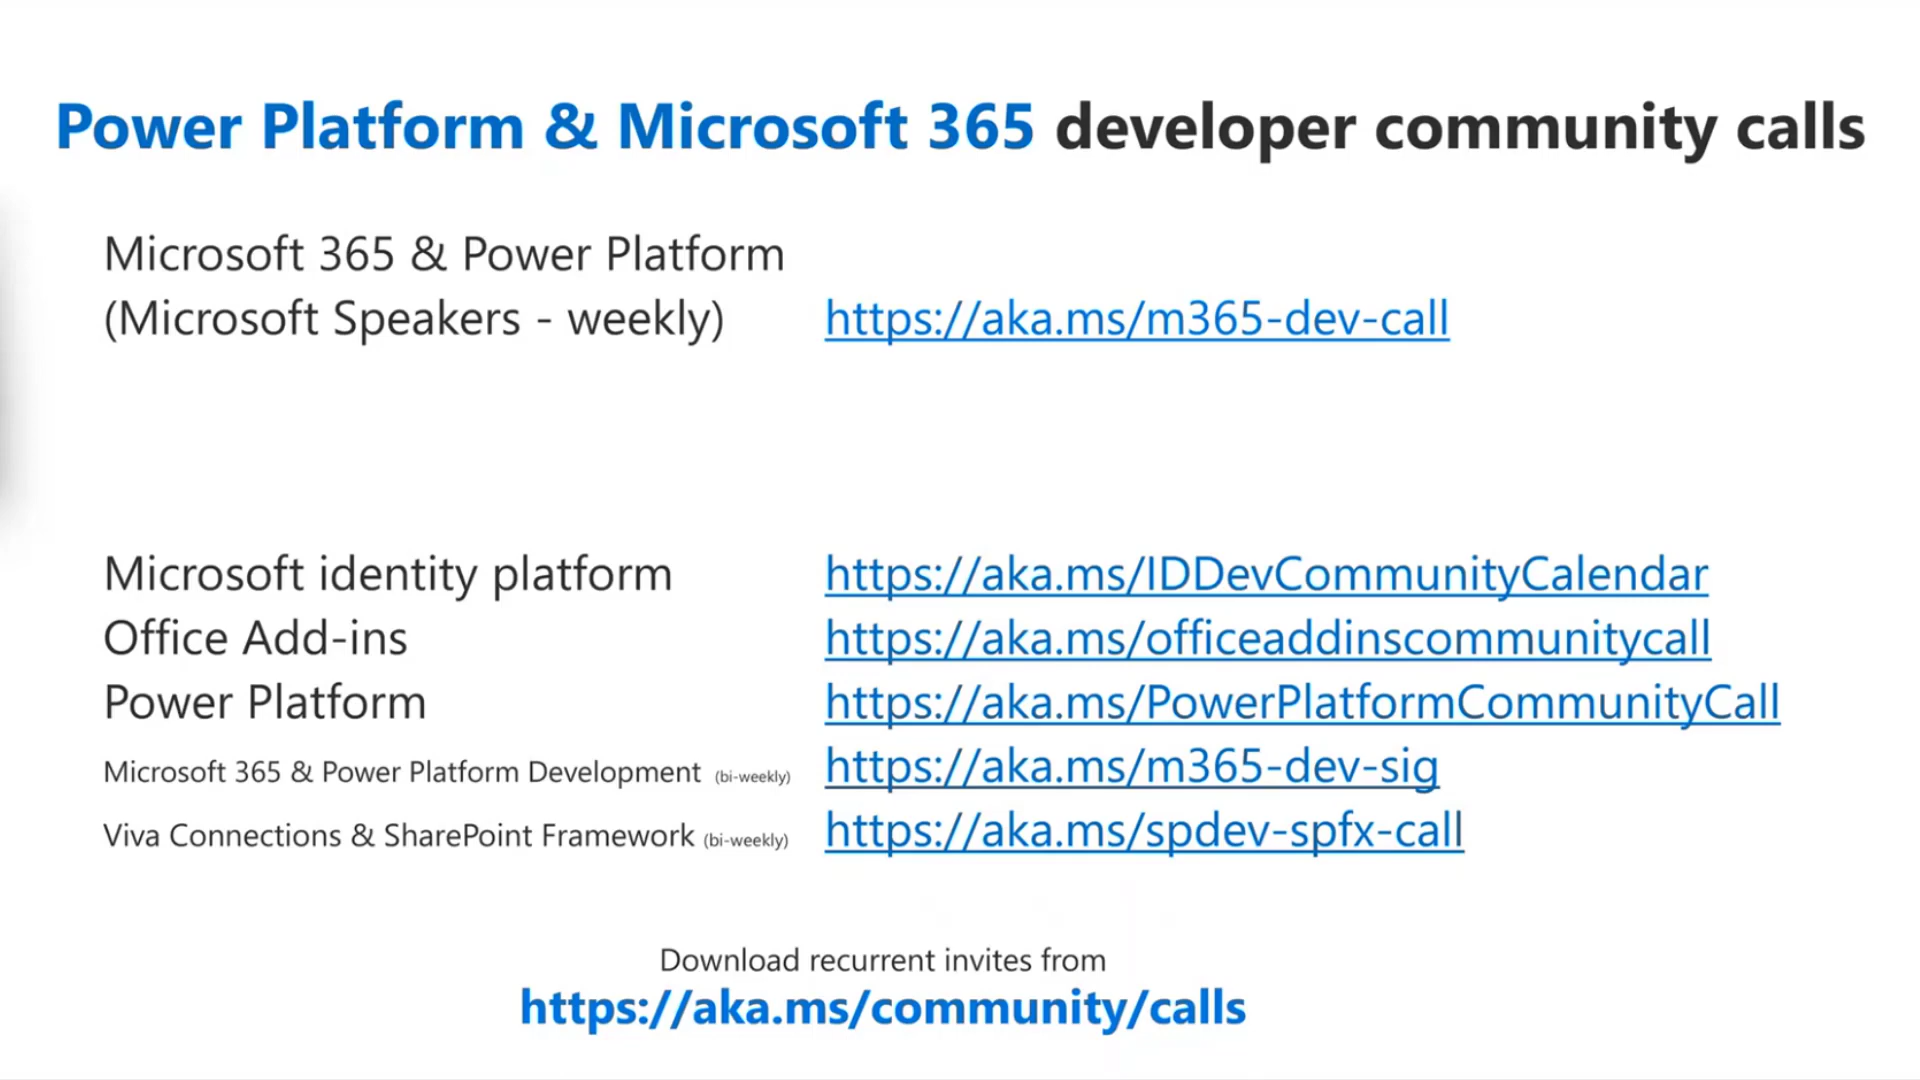 Power Platform & Microsoft 365 developer community calls
Microsoft 365 & Power Platform
(Microsoft Speakers - weekly) https://aka.ms/m365-dev-call
Microsoft identity platform https://aka.ms/IDDevCommunityCalendar
Office Add-ins https://aka.ms/officeaddinscommunitycall
Power Platform https://aka.ms/PowerPlatformCommunityCall
Microsoft 365 & Power Platform Development (bi-weekly) https://aka.ms/m365-dev-sig
Viva Connections & SharePoint Framework (bi-weekly) https://aka.ms/spdev-spfx-call
Download recurrent invites from
https://aka.ms/community/calls